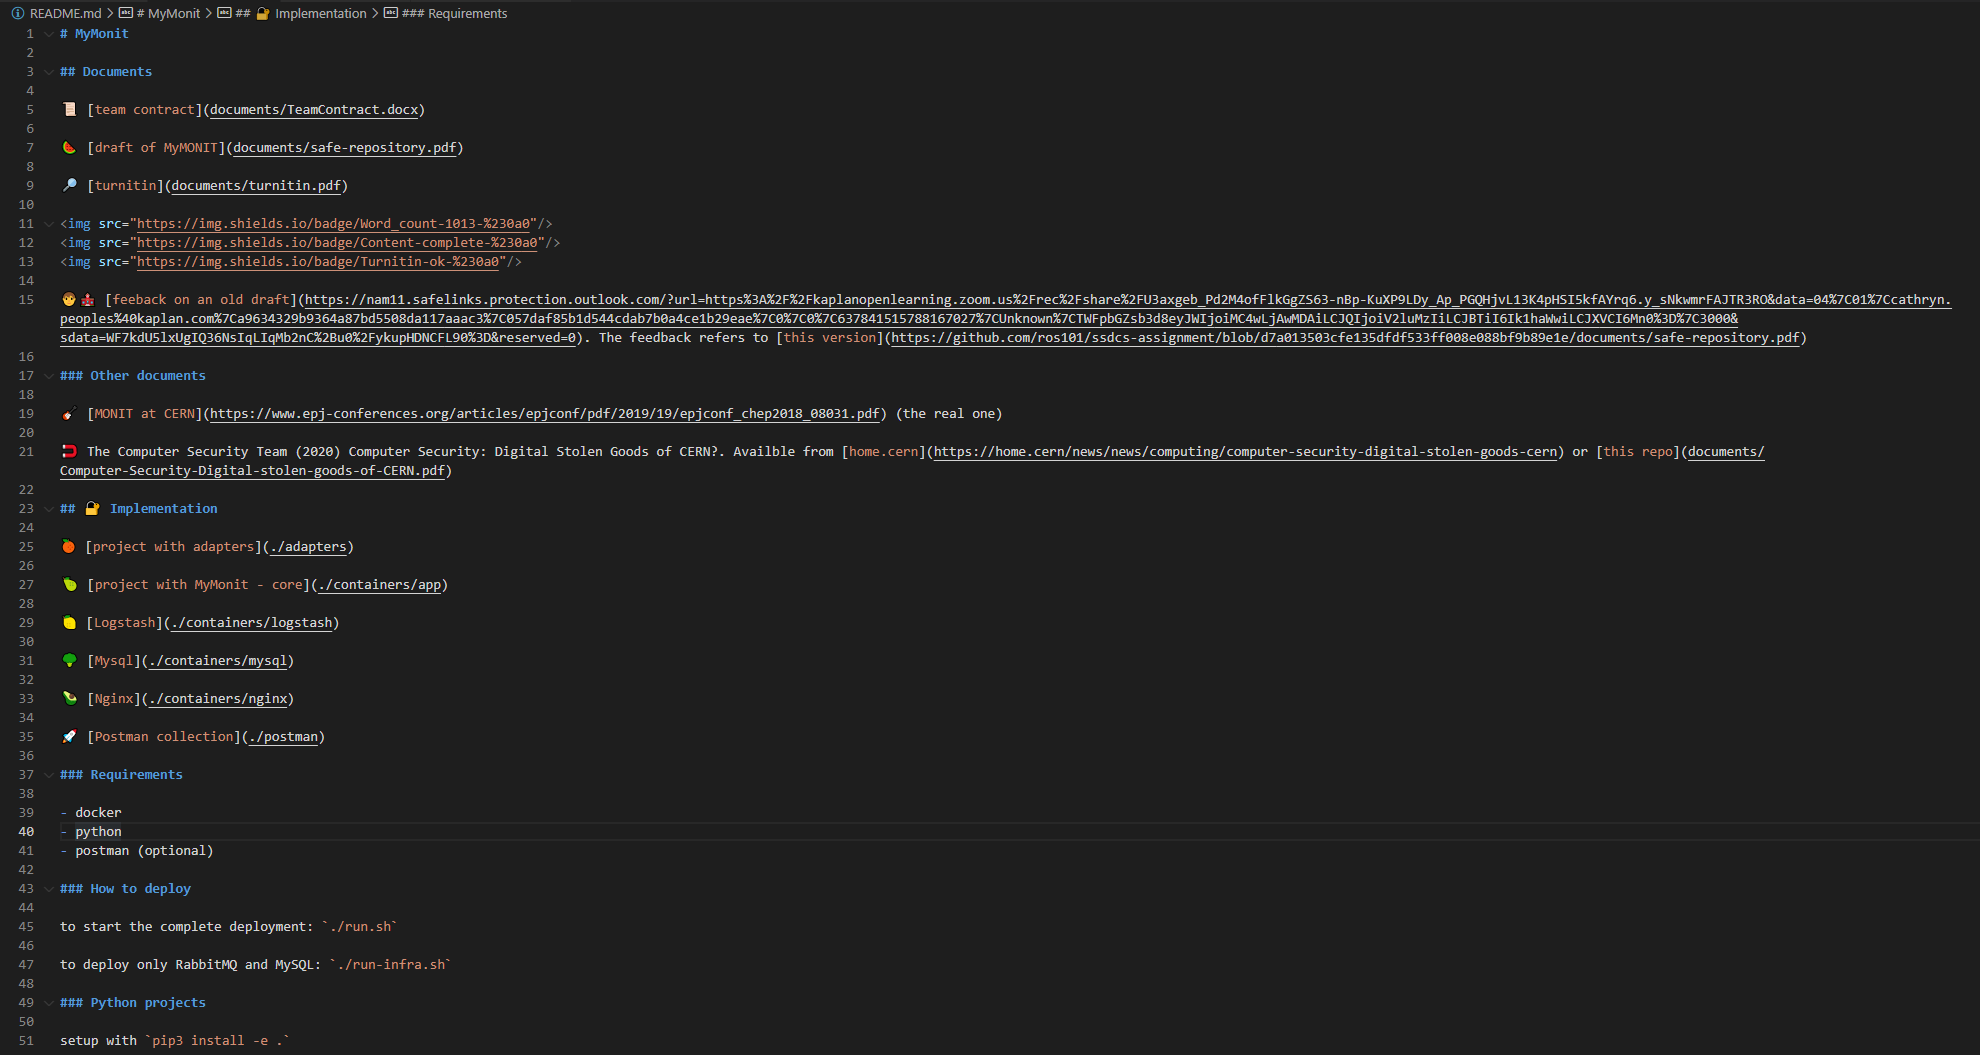 README.md > # MyMonit > ## 🔐 Implementation > ### Requirements
1 # MyMonit
2
3 ## Documents
4
5 📜 [team contract](documents/TeamContract.docx)
6
7 🍉 [draft of MyMONIT](documents/safe-repository.pdf)
8
9 🔎 [turnitin](documents/turnitin.pdf)
10
11 <img src="https://img.shields.io/badge/Word_count-1013-%230a0"/>
12 <img src="https://img.shields.io/badge/Content-complete-%230a0"/>
13 <img src="https://img.shields.io/badge/Turnitin-ok-%230a0"/>
14
15 [feeback on an old draft](https://nam11.safelinks.protection.outlook.com/?url=https%3A%2F%2Fkaplanopenlearning.zoom.us%2Frec%2Fshare%2FU3axgeb_Pd2M4ofFlkGgZS63-nBp-KuXP9LDy_Ap_PGQHjvL13K4pHSI5kfAYrq6.y_sNkwmrFAJTR3RO&data=04%7C01%7Ccathryn.
peoples%40kaplan.com%7Ca9634329b9364a87bd5508da117aaac3%7C057daf85b1d544cdab7b0a4ce1b29eae%7C0%7C0%7C637841515788167027%7CUnknown%7CTWFpbGZsb3d8eyJWIjoiMC4wLjAwMDAiLCJQIjoiV2luMzIiLCJBTiI6Ik1haWwiLCJXVCI6Mn0%3D%7C3000&
sdata=WF7kdU5lxUgIQ36NsIqLIqMb2nC%2Bu0%2FykupHDNCFL90%3D&reserved=0). The feedback refers to [this version](https://github.com/ros101/ssdcs-assignment/blob/d7a013503cfe135dfdf533ff008e088bf9b89e1e/documents/safe-repository.pdf)
16
17 ### Other documents
18
19 🎸 [MONIT at CERN](https://www.epj-conferences.org/articles/epjconf/pdf/2019/19/epjconf_chep2018_08031.pdf) (the real one)
20
21 🧲 The Computer Security Team (2020) Computer Security: Digital Stolen Goods of CERN?. Availble from [home.cern](https://home.cern/news/news/computing/computer-security-digital-stolen-goods-cern) or [this repo](documents/
Computer-Security-Digital-stolen-goods-of-CERN.pdf)
22
23 ## 🔐 Implementation
24
25 🍊 [project with adapters](./adapters)
26
27 🍐 [project with MyMonit - core](./containers/app)
28
29 🍋 [Logstash](./containers/logstash)
30
31 🥦 [Mysql](./containers/mysql)
32
33 🥑 [Nginx](./containers/nginx)
34
35 🚀 [Postman collection](./postman)
36
37 ### Requirements
38
39 - docker
40 - python
41 - postman (optional)
42
43 ### How to deploy
44
45 to start the complete deployment: `./run.sh`
46
47 to deploy only RabbitMQ and MySQL: `./run-infra.sh`
48
49 ### Python projects
50
51 setup with `pip3 install -e .`